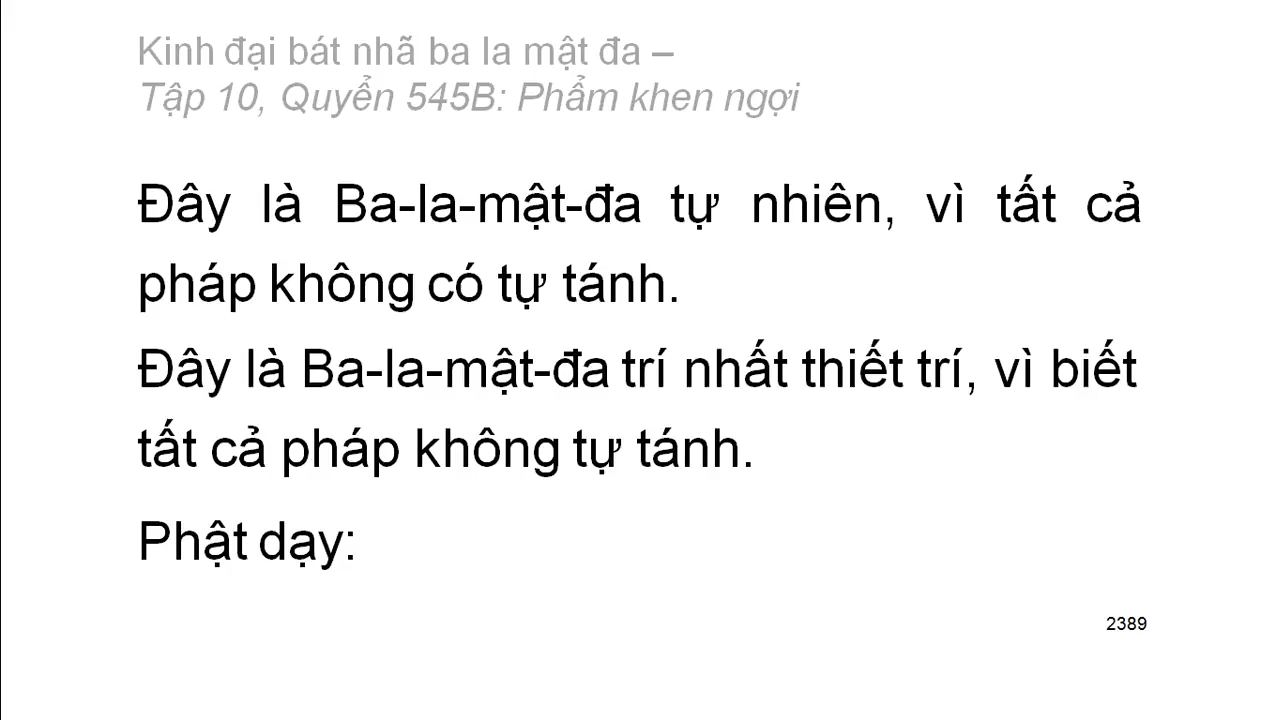 Kinh đại bát nhã ba la mật đa –
Tập 10, Quyển 545B: Phẩm khen ngợi
Đây là Ba-la-mật-đa tự nhiên, vì tất cả
pháp không có tự tánh.
Đây là Ba-la-mật-đa trí nhất thiết trí, vì biết
tất cả pháp không tự tánh.
Phật dạy:
2389